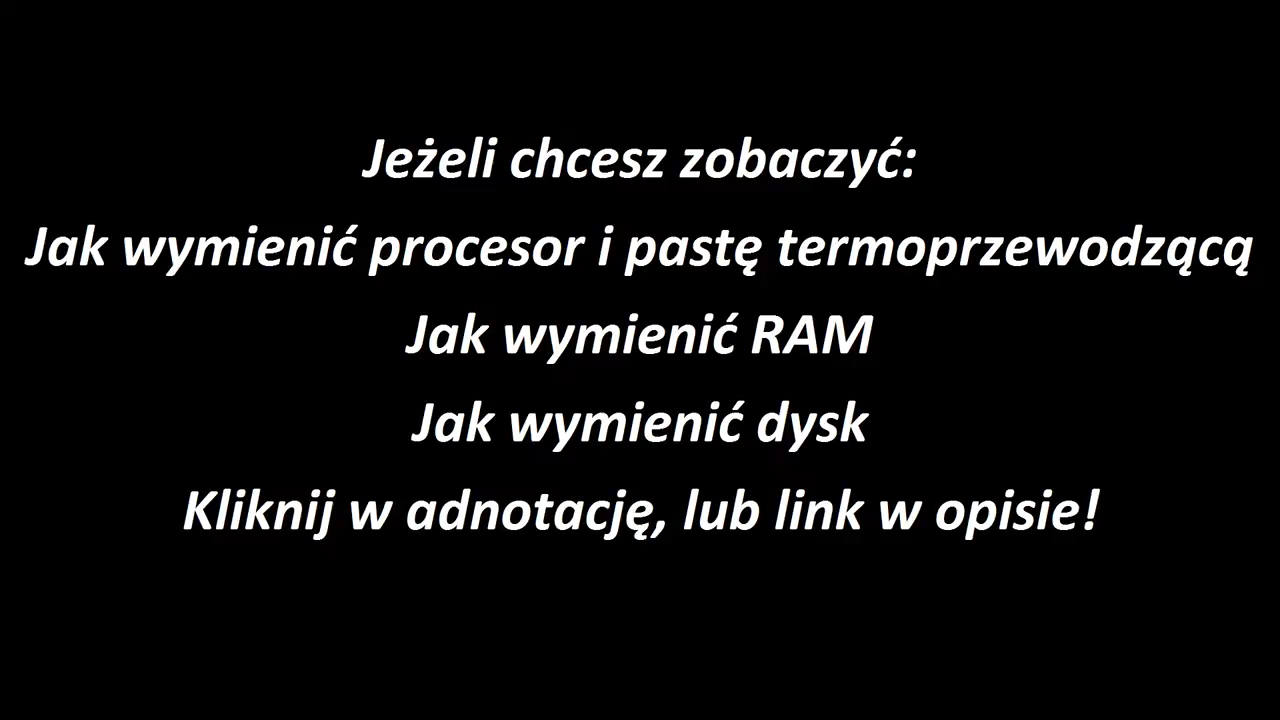 Jeżeli chcesz zobaczyć:
Jak wymienić procesor i pastę termoprzewodzącą
Jak wymienić RAM
Jak wymienić dysk
Kliknij w adnotację, lub link w opisie!